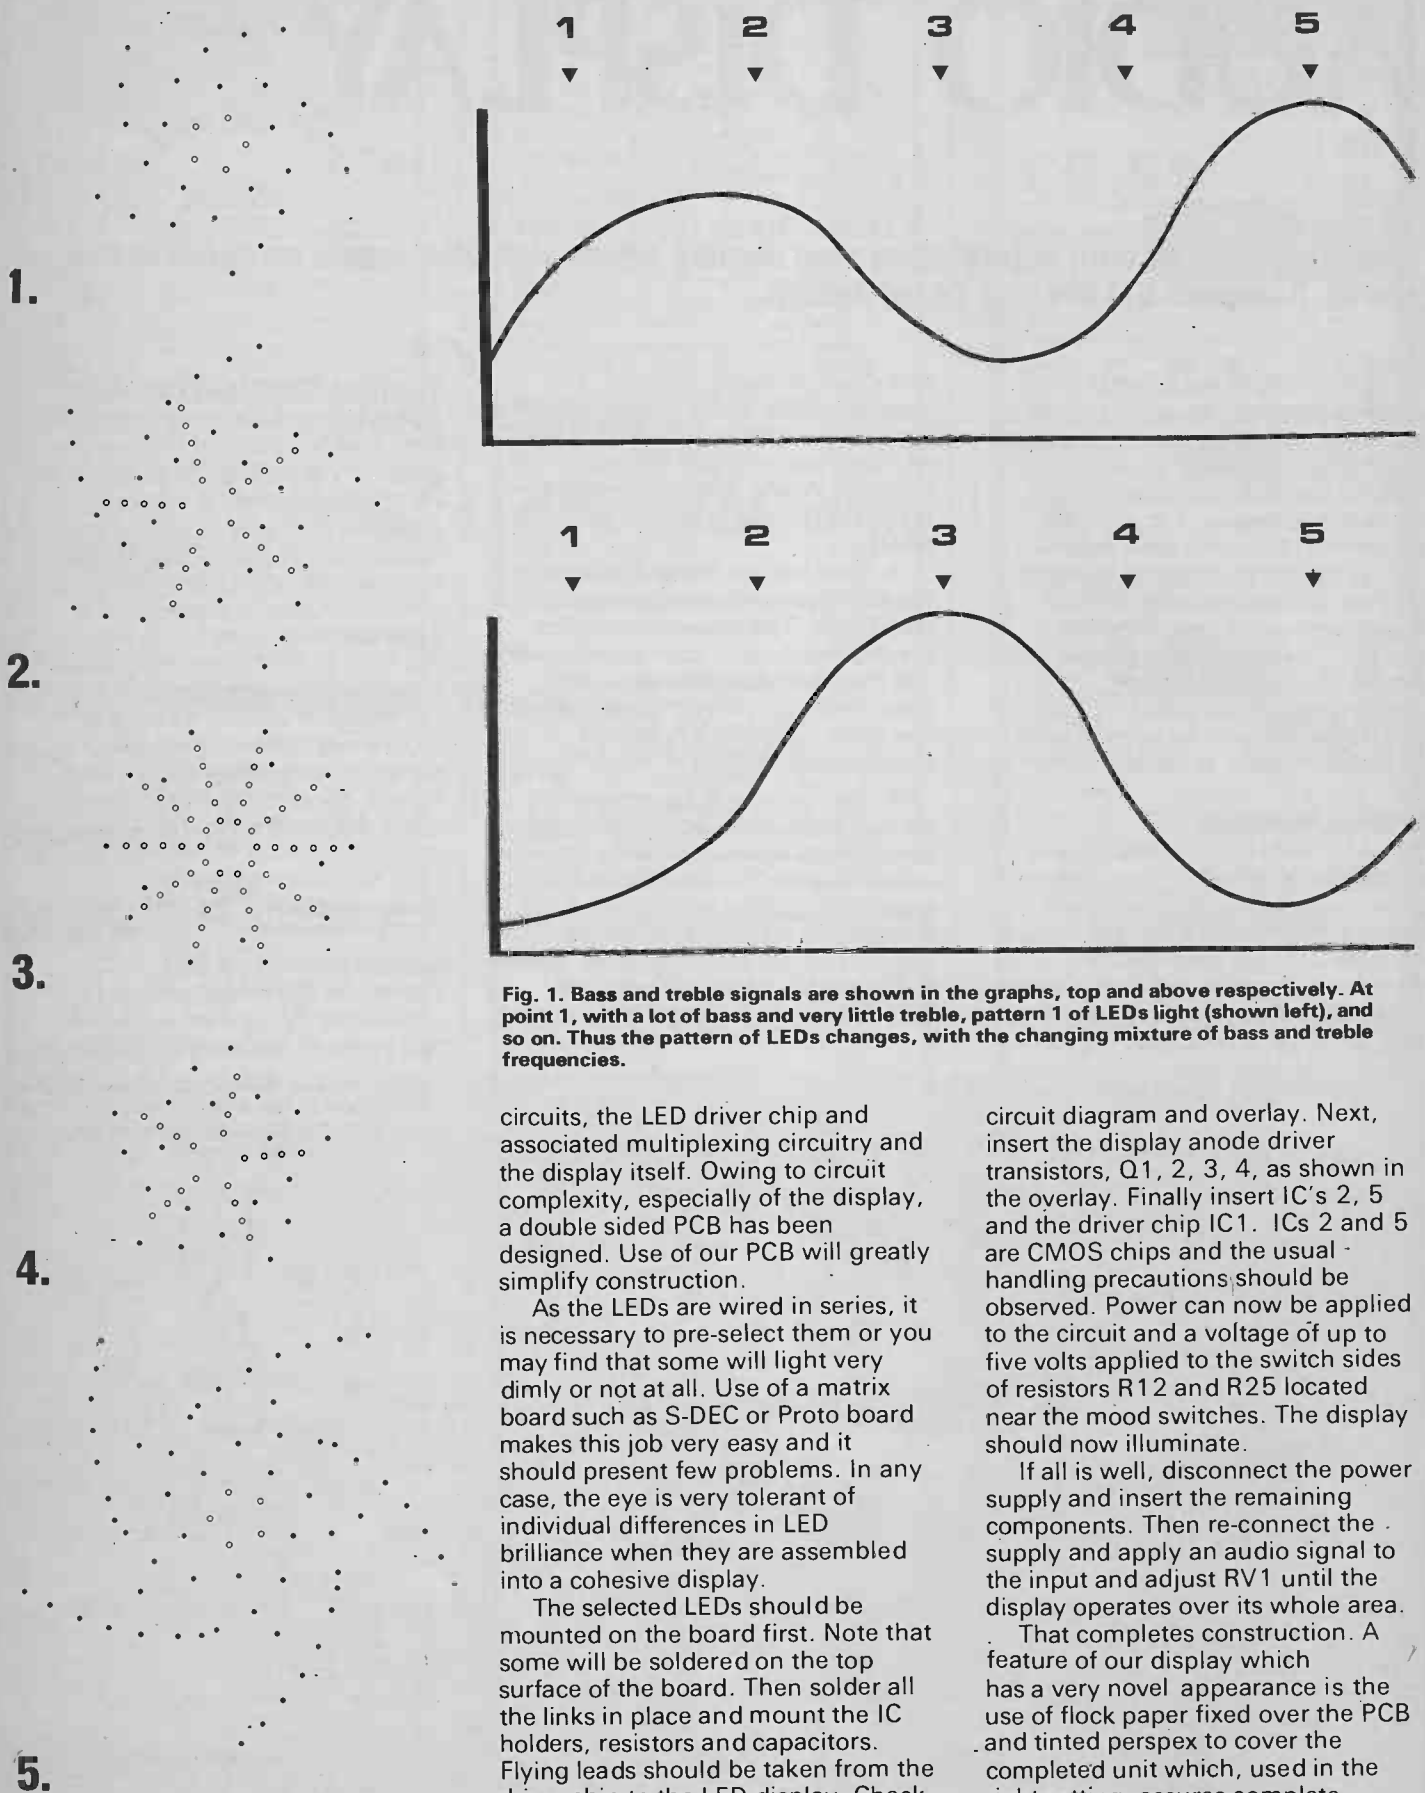 1 2 3 4 5
1.
1 2 3 4 5
2.
3.
Fig. 1. Bass and treble signals are shown in the graphs, top and above respectively. At
point 1, with a lot of bass and very little treble, pattern 1 of LEDs light (shown left), and
so on. Thus the pattern of LEDs changes, with the changing mixture of bass and treble
frequencies.
4.
5.
circuits, the LED driver chip and
associated multiplexing circuitry and
the display itself. Owing to circuit
complexity, especially of the display,
a double sided PCB has been
designed. Use of our PCB will greatly
simplify construction.
As the LEDs are wired in series, it
is necessary to pre-select them or you
may find that some will light very
dimly or not at all. Use of a matrix
board such as S-DEC or Proto board
makes this job very easy and it
should present few problems. In any
case, the eye is very tolerant of
individual differences in LED
brilliance when they are assembled
into a cohesive display.
The selected LEDs should be
mounted on the board first. Note that
some will be soldered on the top
surface of the board. Then solder all
the links in place and mount the IC
holders, resistors and capacitors.
Flying leads should be taken from the
circuit diagram and overlay. Next,
insert the display anode driver
transistors, Q1, 2, 3, 4, as shown in
the overlay. Finally insert IC's 2, 5
and the driver chip IC1. ICs 2 and 5
are CMOS chips and the usual
handling precautions should be
observed. Power can now be applied
to the circuit and a voltage of up to
five volts applied to the switch sides
of resistors R12 and R25 located
near the mood switches. The display
should now illuminate.
If all is well, disconnect the power
supply and insert the remaining
components. Then re-connect the
supply and apply an audio signal to
the input and adjust RV1 until the
display operates over its whole area.
That completes construction. A
feature of our display which
has a very novel appearance is the
use of flock paper fixed over the PCB
and tinted perspex to cover the
completed unit which, used in the